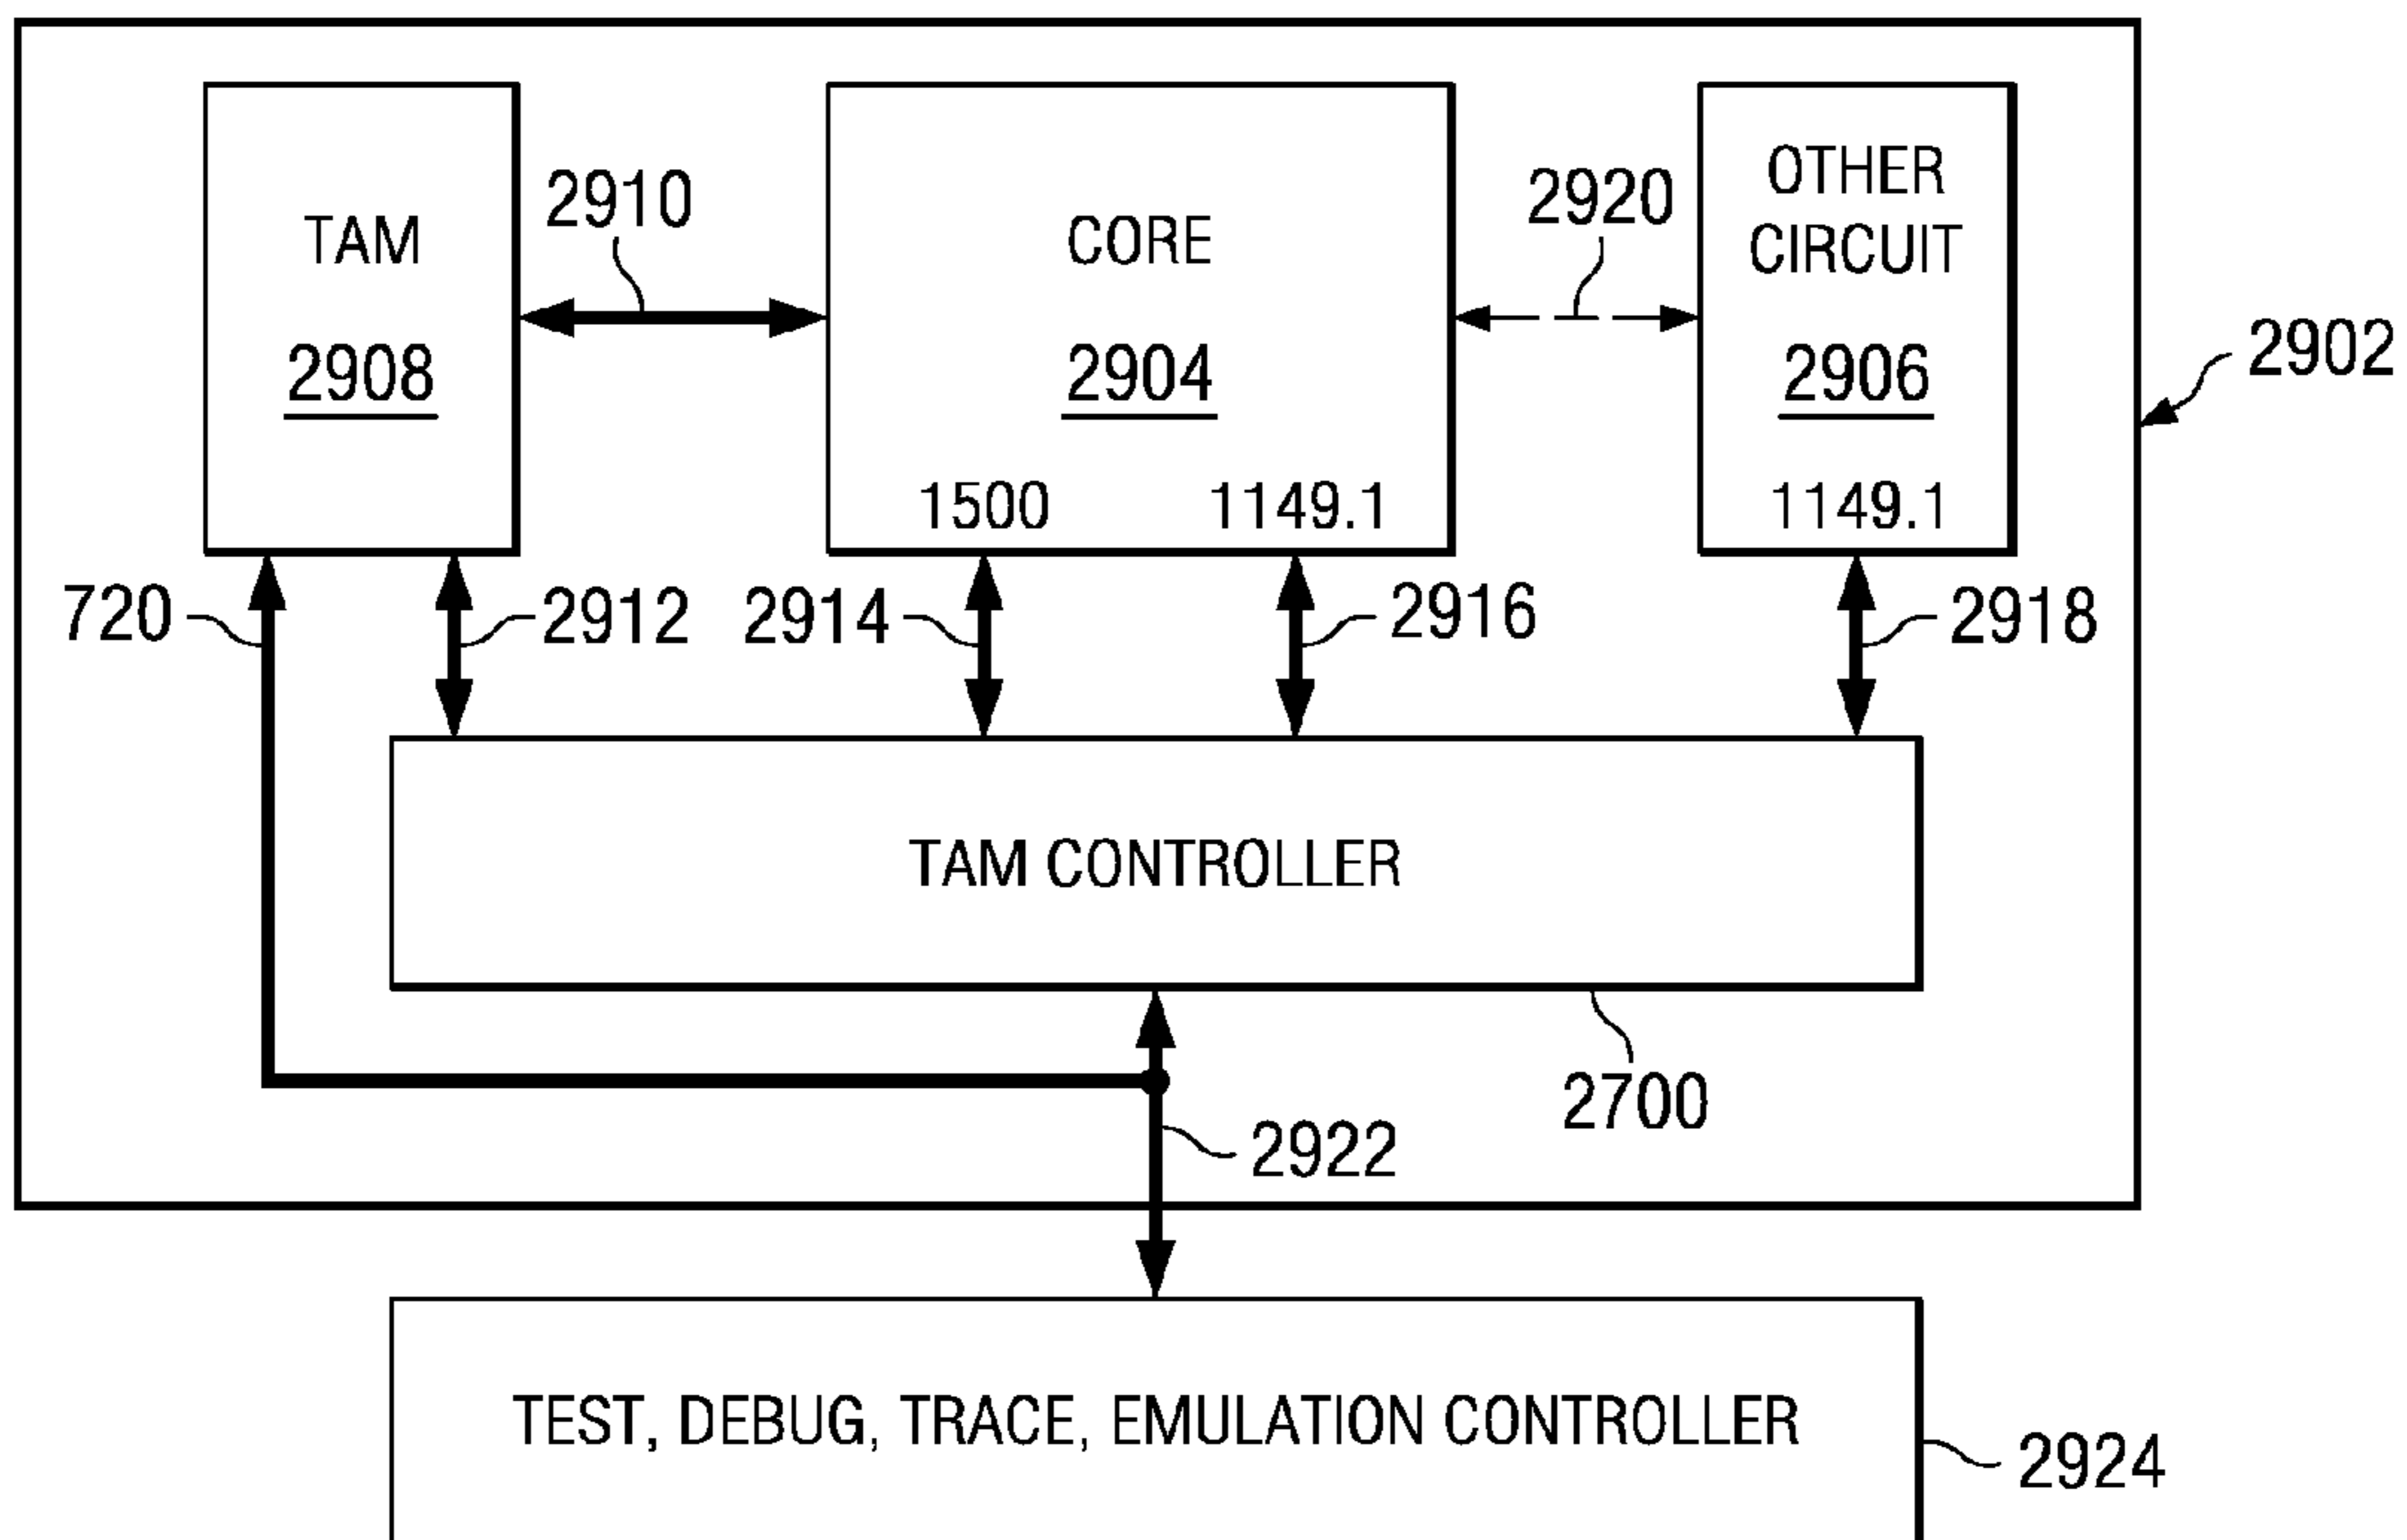 OTHER
2910
2920
TAM
CORE
CIRCUIT
2902
2908
2904
2906
1500
1149.1
1149.1
720
2912
2914
2916
2918
TAM CONTROLLER
2700
2922
TEST, DEBUG, TRACE, EMULATION CONTROLLER
2924